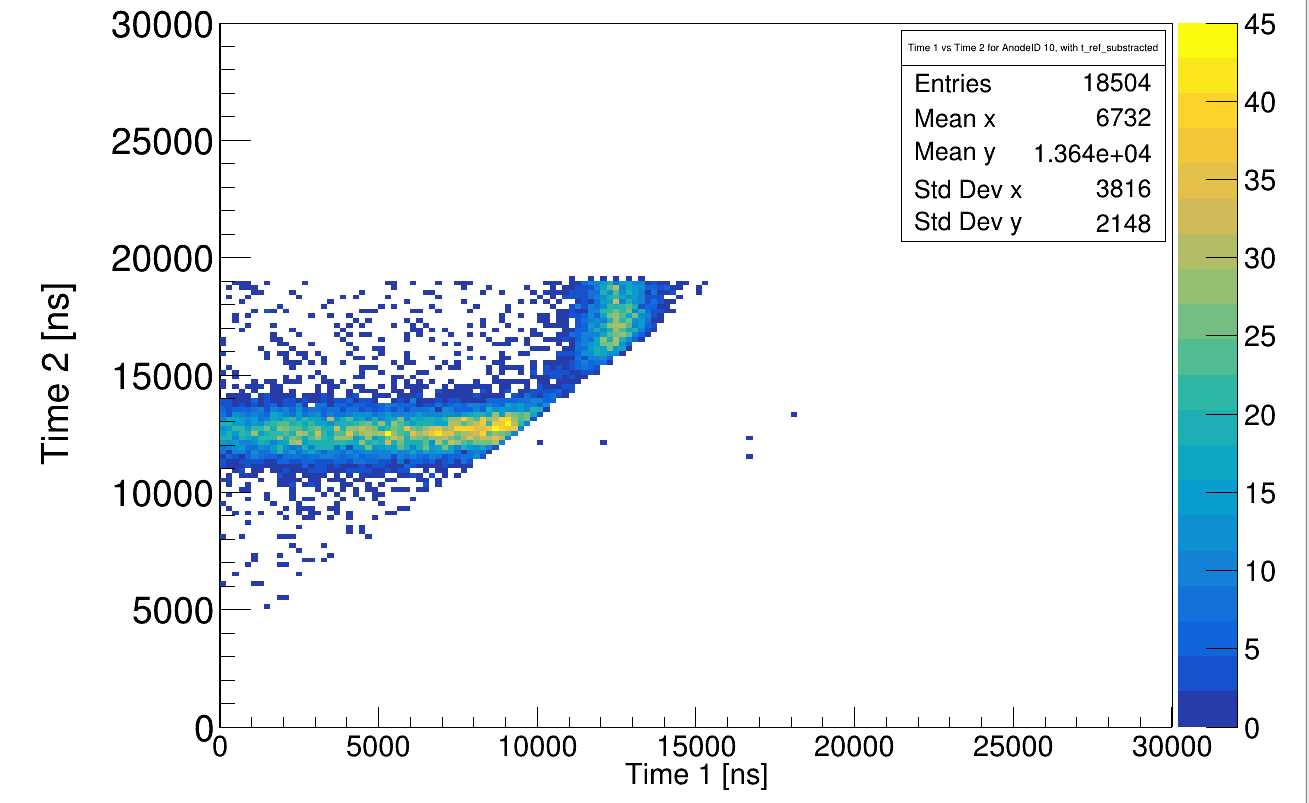 30000
25000
20000
15000
10000
5000
0
Time 2 [ns]
0 5000 10000 15000 20000 25000 30000
Time 1 [ns]
Time 1 vs Time 2 for AnodeID 10, with t_ref_substracted
Entries 18504
Mean x 6732
Mean y 1.364e+04
Std Dev x 3816
Std Dev y 2148
45
40
35
30
25
20
15
10
5
0